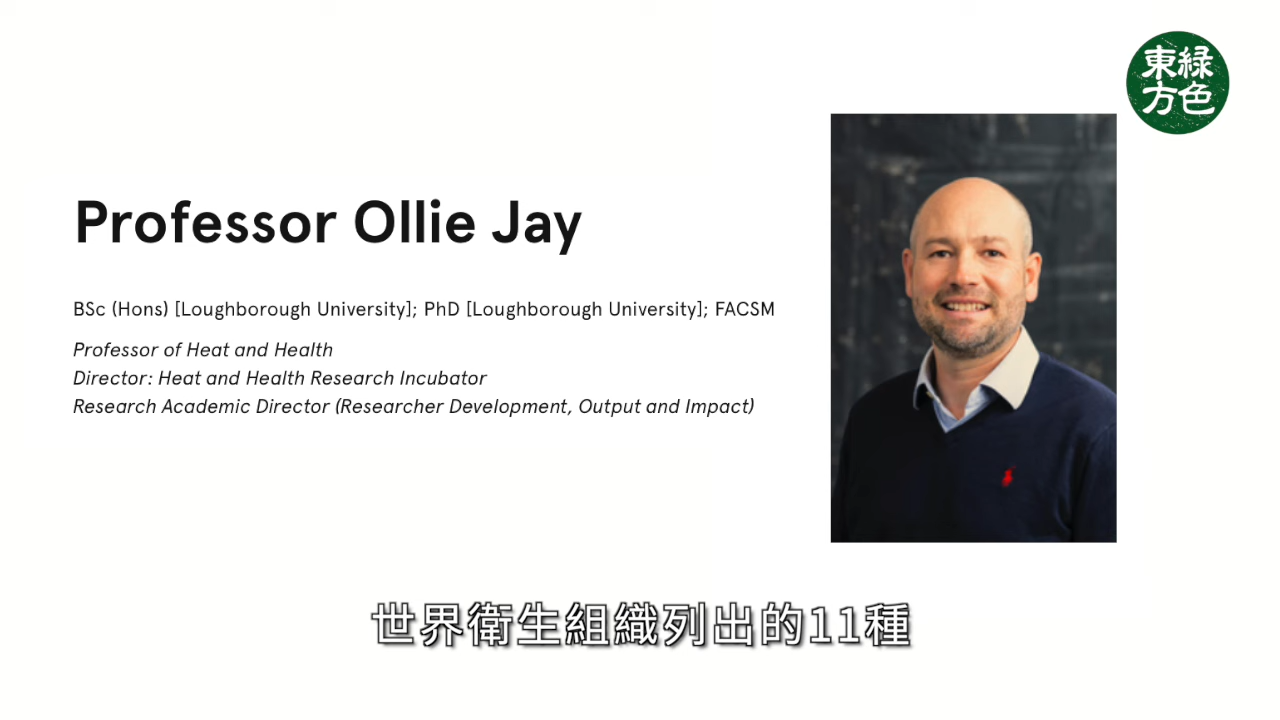 東綠
方色
Professor Ollie Jay
BSc (Hons) [Loughborough University]; PhD [Loughborough University]; FACSM
Professor of Heat and Health
Director: Heat and Health Research Incubator
Research Academic Director (Researcher Development, Output and Impact)
世界衛生組織列出的11種